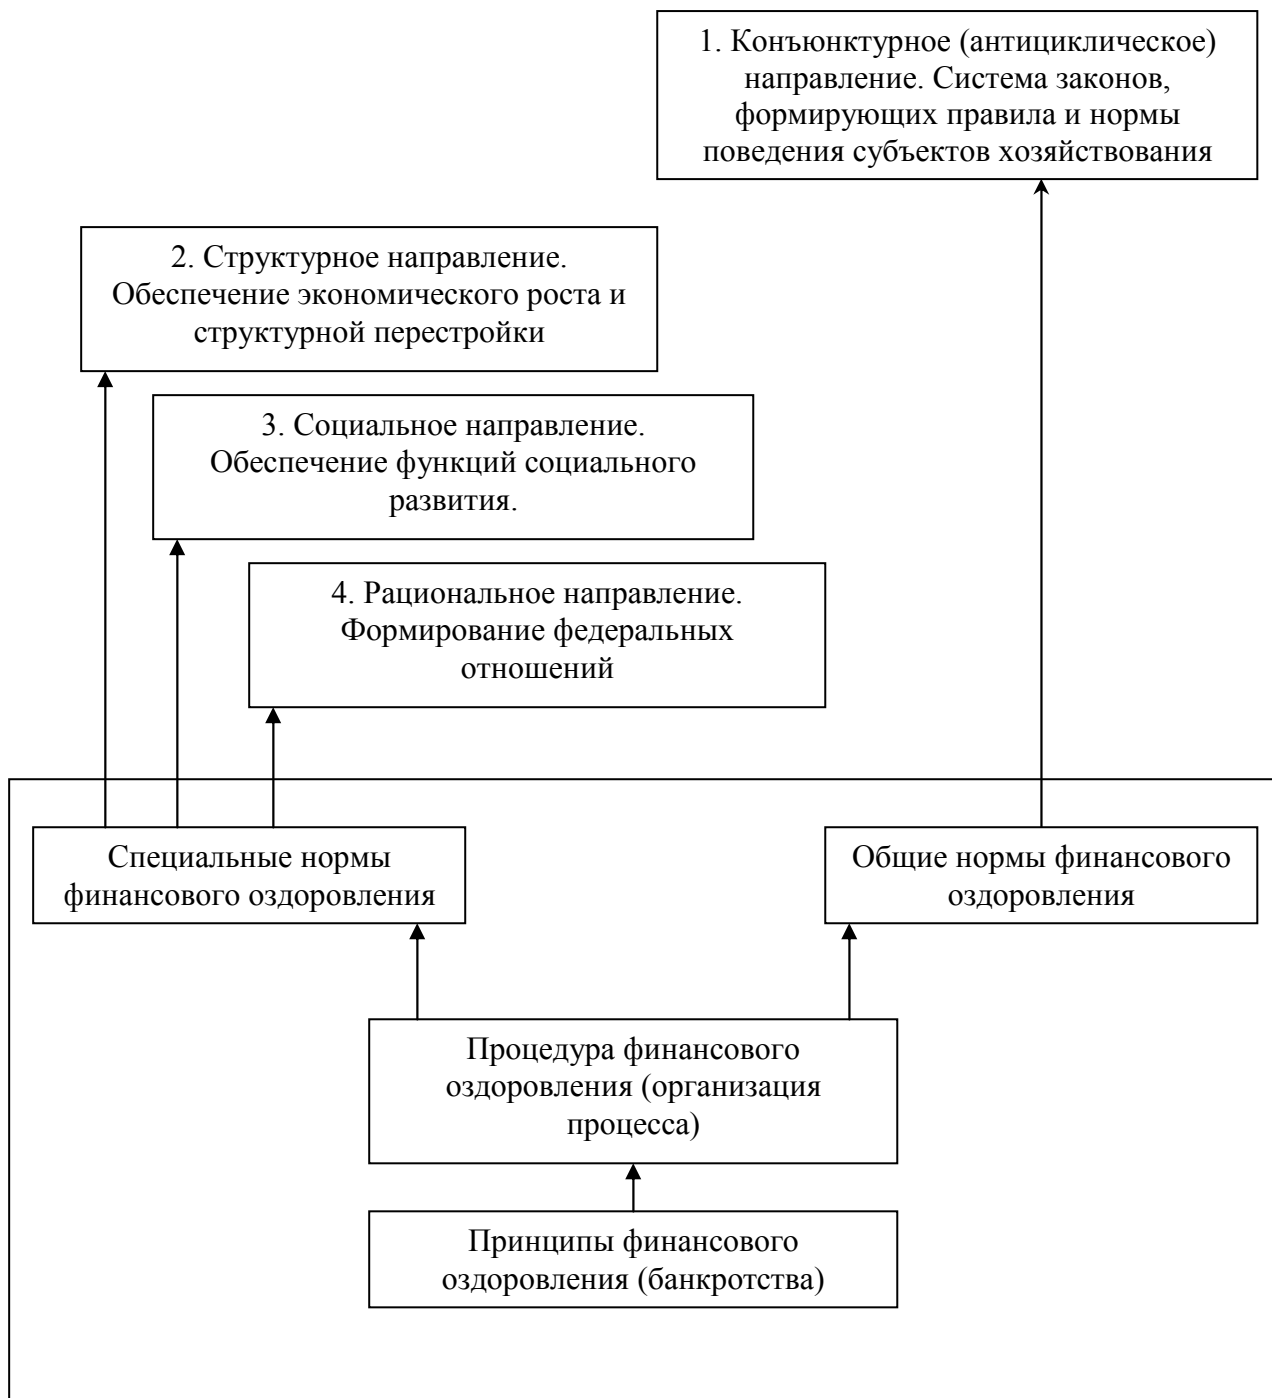 1. Конъюнктурное (антициклическое)
направление. Система законов,
формирующих правила и нормы
поведения субъектов хозяйствования
2. Структурное направление.
Обеспечение экономического роста и
структурной перестройки
3. Социальное направление.
Обеспечение функций социального
развития.
4. Рациональное направление.
Формирование федеральных
отношений
Специальные нормы
финансового оздоровления
Общие нормы финансового
оздоровления
Процедура финансового
оздоровления (организация
процесса)
Принципы финансового
оздоровления (банкротства)